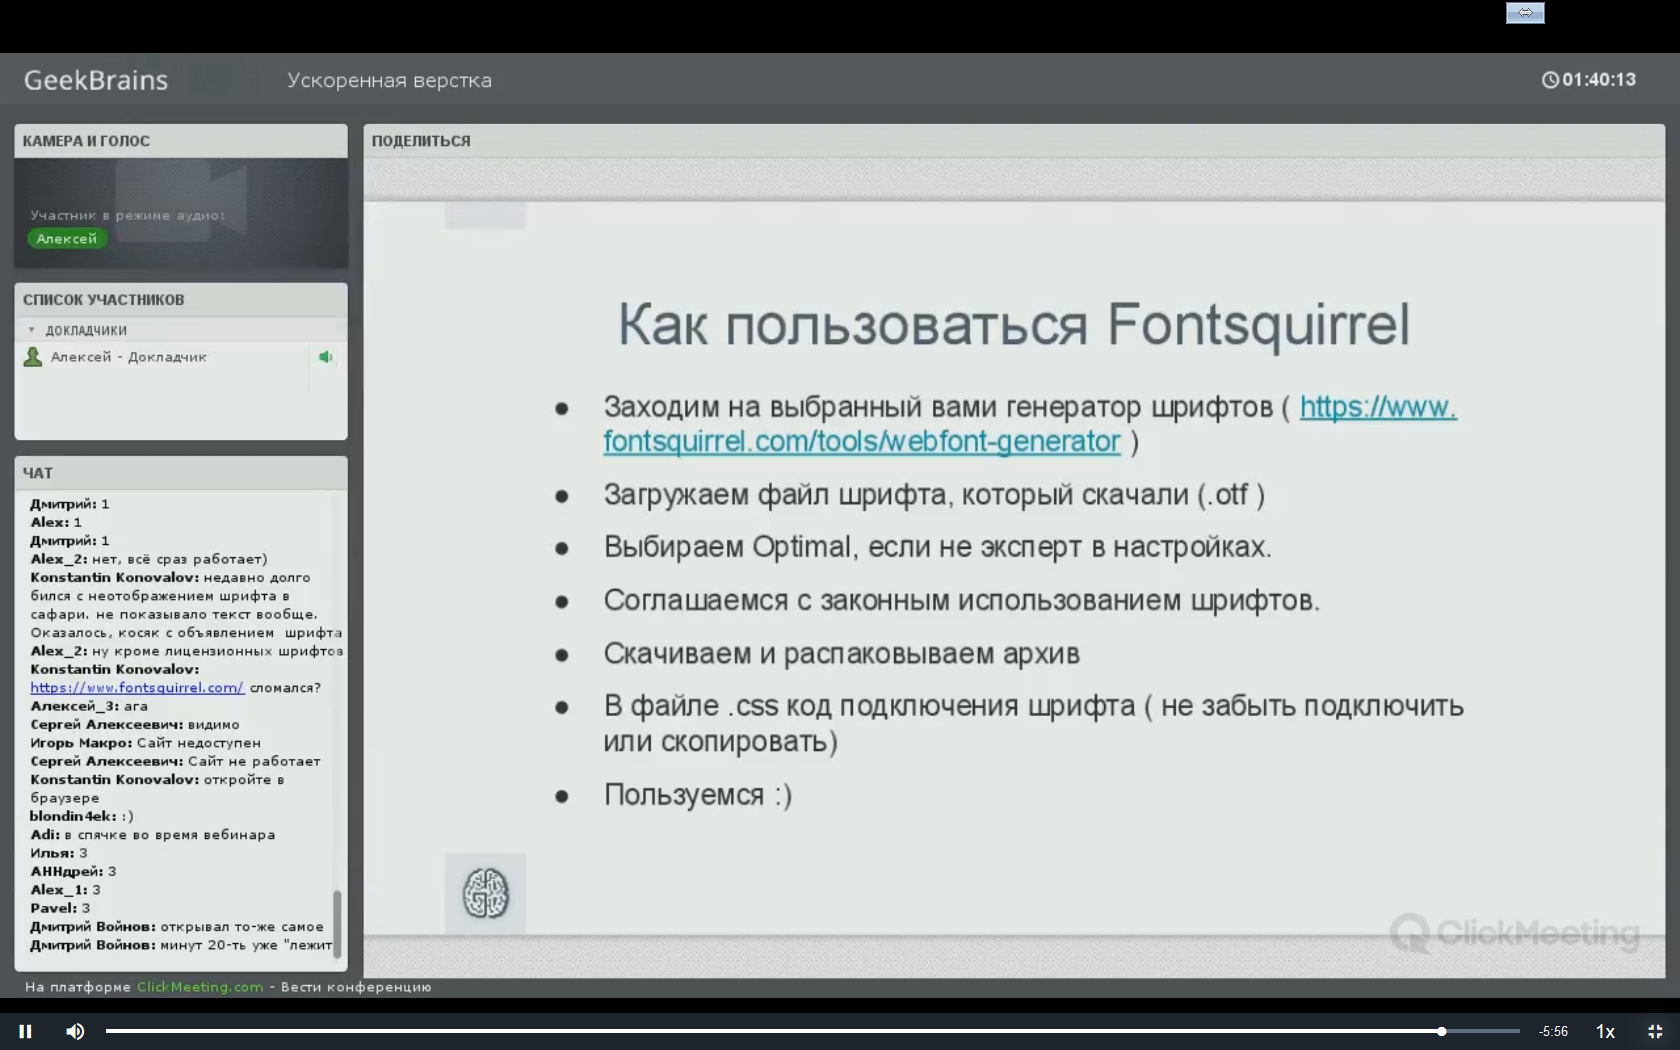 GeekBrains
Ускоренная верстка
01:40:13
КАМЕРА И ГОЛОС
Участник в режиме аудио:
Алексей
СПИСОК УЧАСТНИКОВ
ДОКЛАДЧИКИ
Алексей - Докладчик
ЧАТ
Дмитрий: 1
Alex: 1
Дмитрий: 1
Alex_2: нет, всё сраз работает)
Konstantin Konovalov: недавно долго
бился с неотображением шрифта в
сафари. не показывало текст вообще.
Оказалось, косяк с объявлением шрифта
Alex_2: ну кроме лицензионных шрифтов
Konstantin Konovalov:
https://www.fontsquirrel.com/ сломался?
Алексей_3: ага
Сергей Алексеевич: видимо
Игорь Макро: Сайт недоступен
Сергей Алексеевич: Сайт не работает
Konstantin Konovalov: откройте в
браузере
blondin4ek: :)
Adi: в спячке во время вебинара
Илья: 3
АННдрей: 3
Alex_1: 3
Pavel: 3
Дмитрий Войнов: открывал то-же самое
Дмитрий Войнов: минут 20-ть уже "лежит
ПОДЕЛИТЬСЯ
Как пользоваться Fontsquirrel
● Заходим на выбранный вами генератор шрифтов ( https://www.
fontsquirrel.com/tools/webfont-generator )
● Загружаем файл шрифта, который скачали (.otf )
● Выбираем Optimal, если не эксперт в настройках.
● Соглашаемся с законным использованием шрифтов.
● Скачиваем и распаковываем архив
● В файле .css код подключения шрифта ( не забыть подключить
или скопировать)
● Пользуемся :)
ClickMeeting
На платформе ClickMeeting.com - Вести конференцию
-5:56
1x